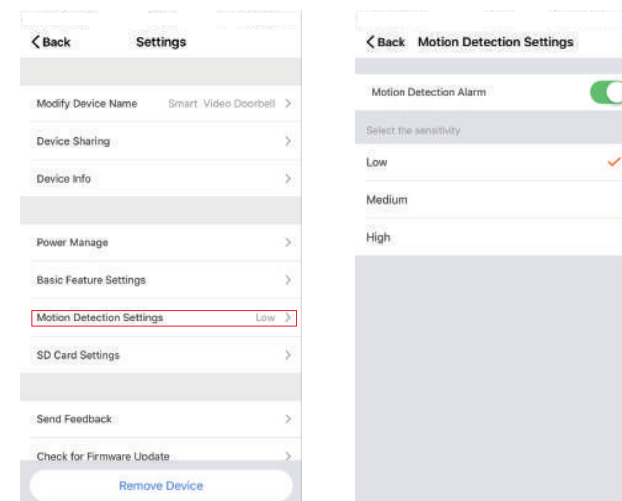 Back Settings
Modify Device Name Smart Video Doorbell
Device Sharing
Device Info
Power Manage
Basic Feature Settings
Motion Detection Settings Low
SD Card Settings
Send Feedback
Check for Firmware Update
Remove Device
Back Motion Detection Settings
Motion Detection Alarm
Select the sensitivity
Low
Medium
High